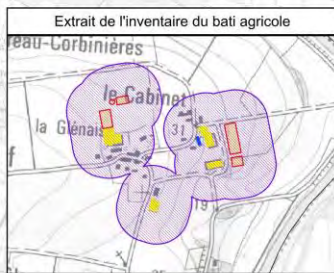 Extrait de l'inventaire du bati agricole
eau-Corbinières
le Cabinet
la Glénais
31
f
19